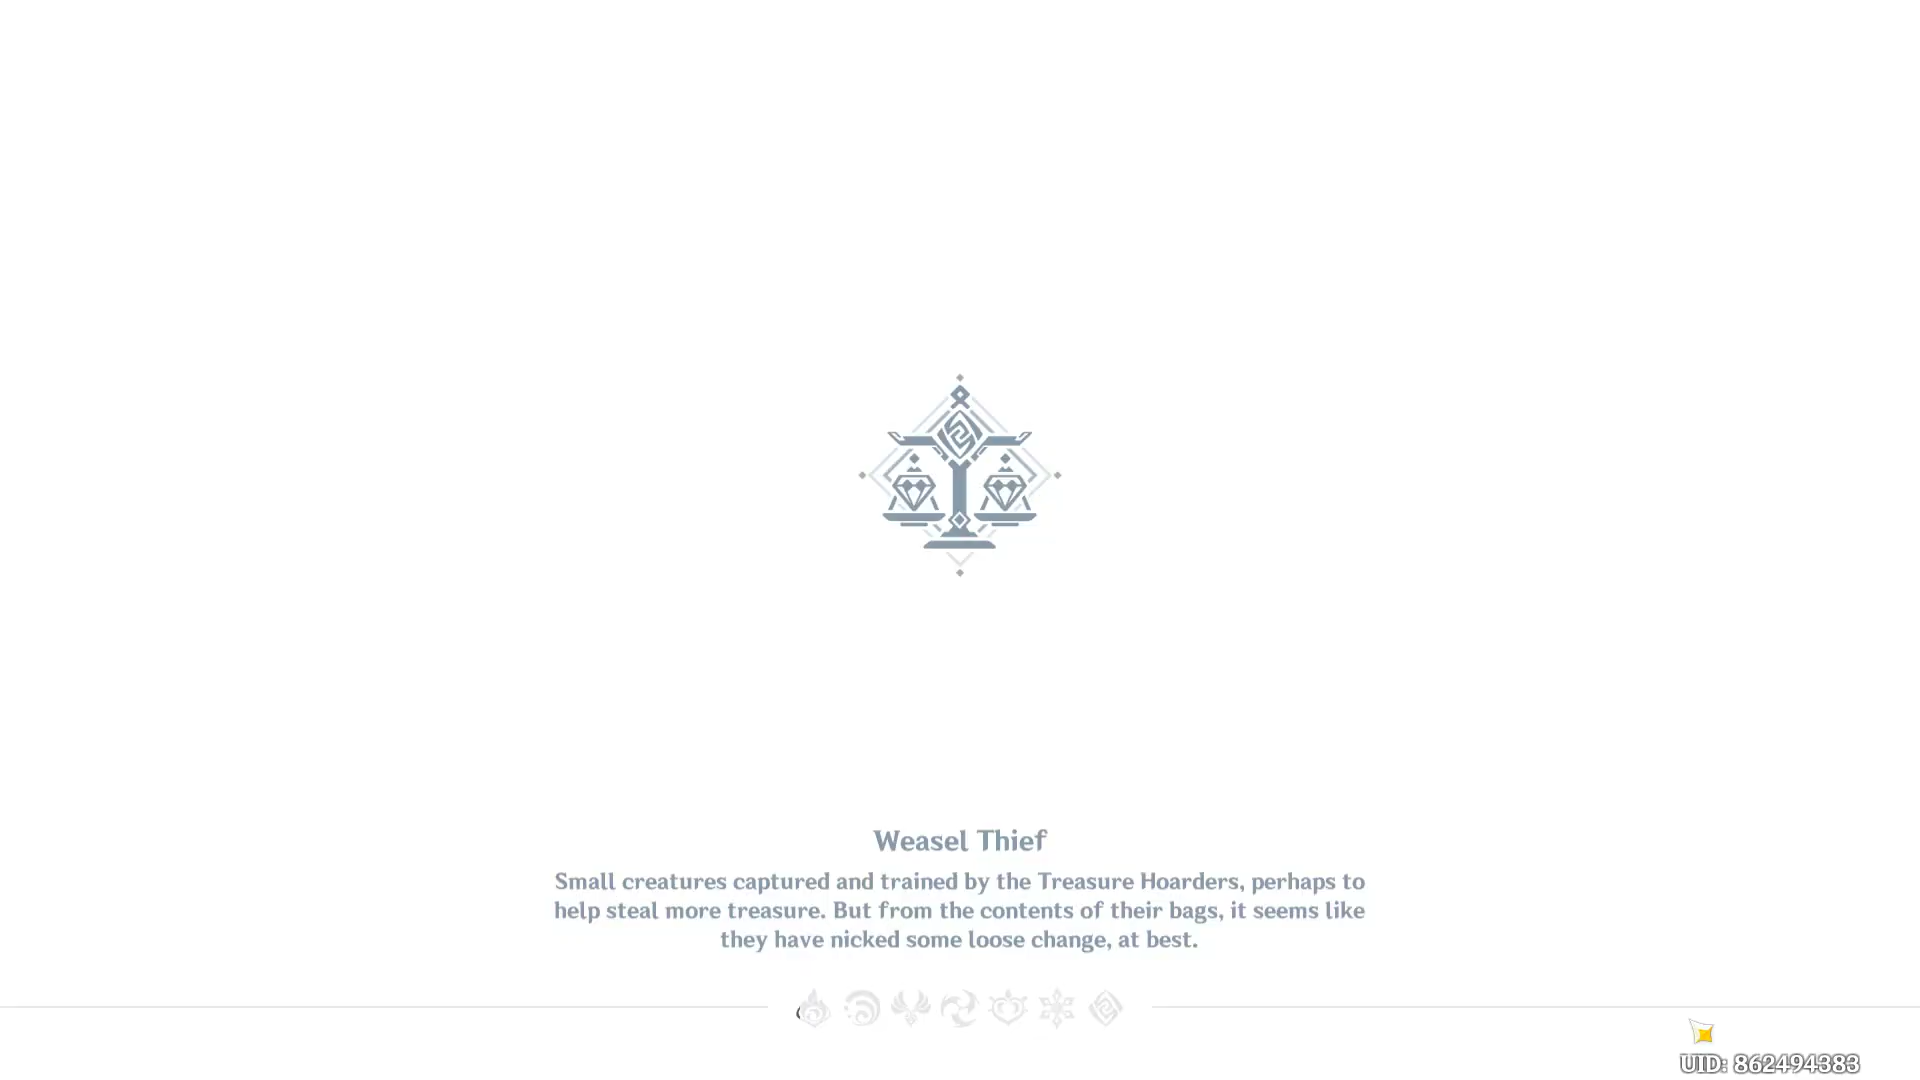 Weasel Thief
Small creatures captured and trained by the Treasure Hoarders, perhaps to
help steal more treasure. But from the contents of their bags, it seems like
they have nicked some loose change, at best.
UID: 862494383